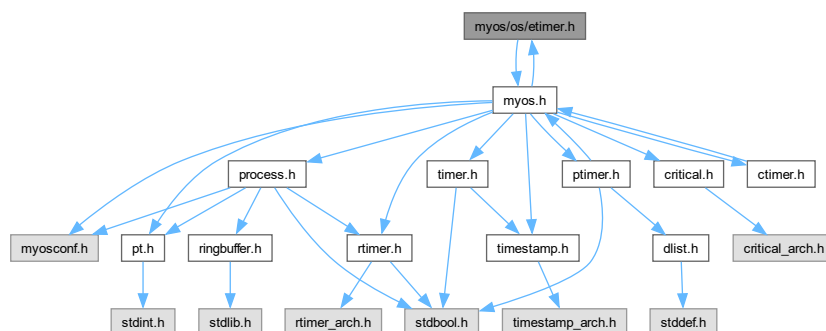 myos/os/etimer.h
myos.h
process.h
timer.h
ptimer.h
critical.h
ctimer.h
myosconf.h
pt.h
ringbuffer.h
rtimer.h
timestamp.h
dlist.h
critical_arch.h
stdint.h
stdlib.h
rtimer_arch.h
stdbool.h
timestamp_arch.h
stddef.h